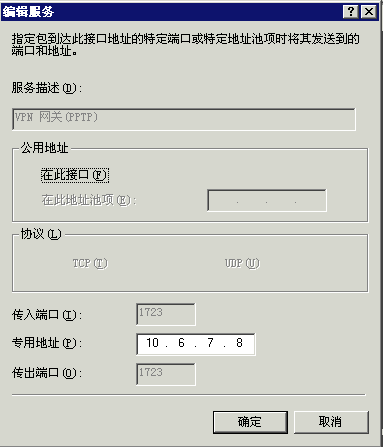 编辑服务
指定包到达此接口地址的特定端口或特定地址池项时将其发送到的
端口和地址。
服务描述(D):
VPN 网关(PPTP)
公用地址
在此接口(F)
在此地址池项(E):
. . .
协议(L)
TCP(T) UDP(U)
传入端口(I): 1723
专用地址(P): 10 . 6 . 7 . 8
传出端口(O): 1723
确定 取消